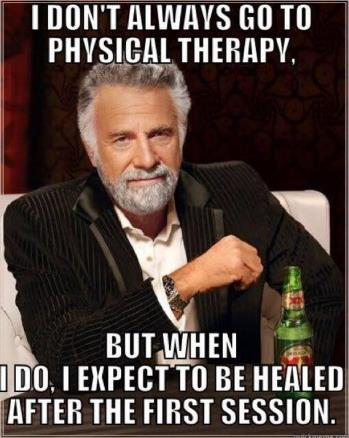 I DON'T ALWAYS GO TO
PHYSICAL THERAPY,
BUT WHEN
I DO, I EXPECT TO BE HEALED
AFTER THE FIRST SESSION.